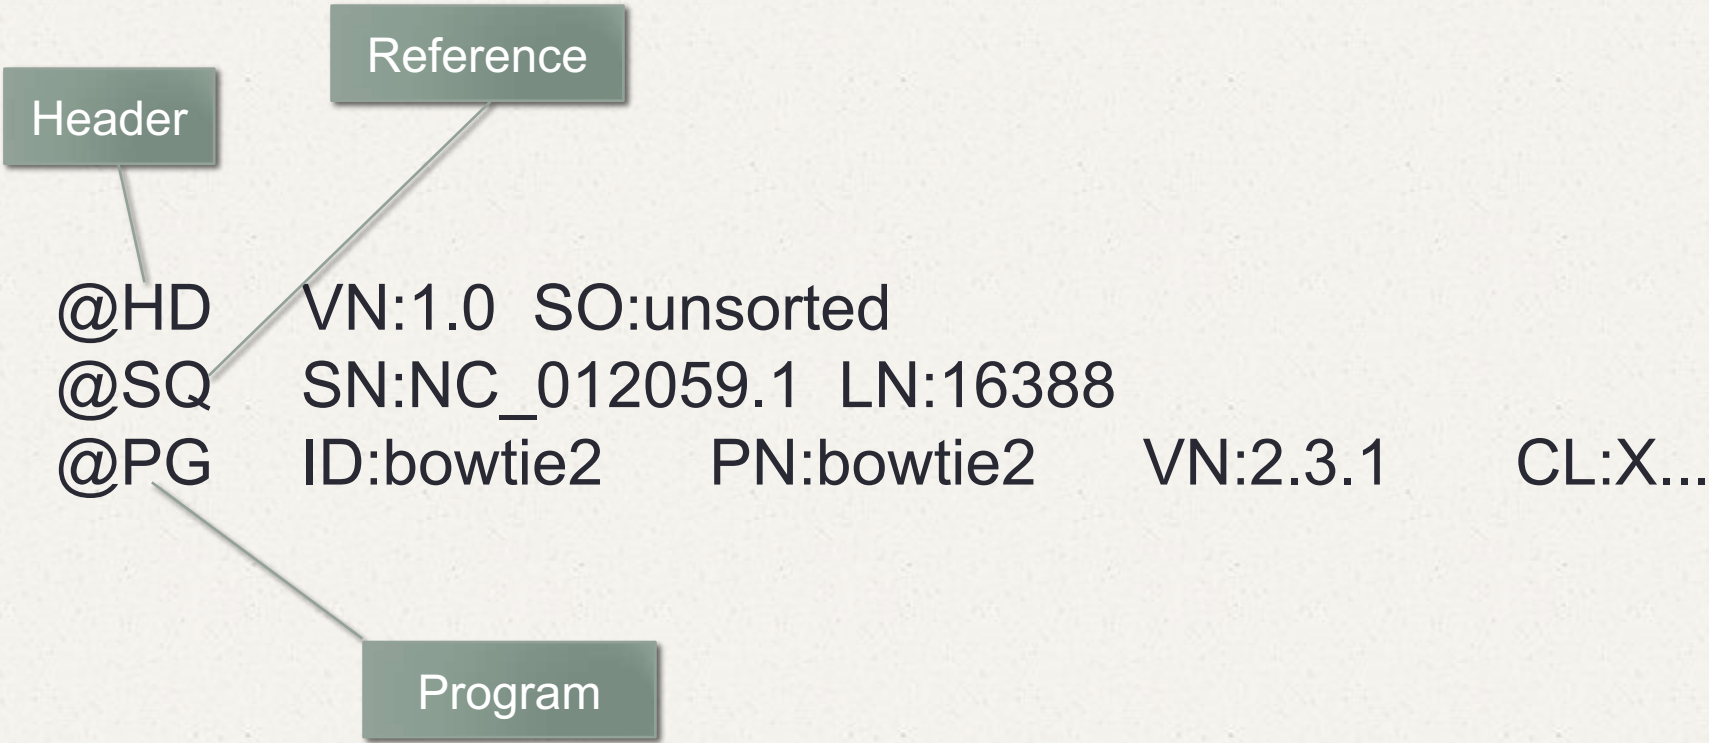 Reference
Header
@HD VN:1.0 SO:unsorted
@SQ SN:NC_012059.1 LN:16388
@PG ID:bowtie2 PN:bowtie2 VN:2.3.1 CL:X...
Program